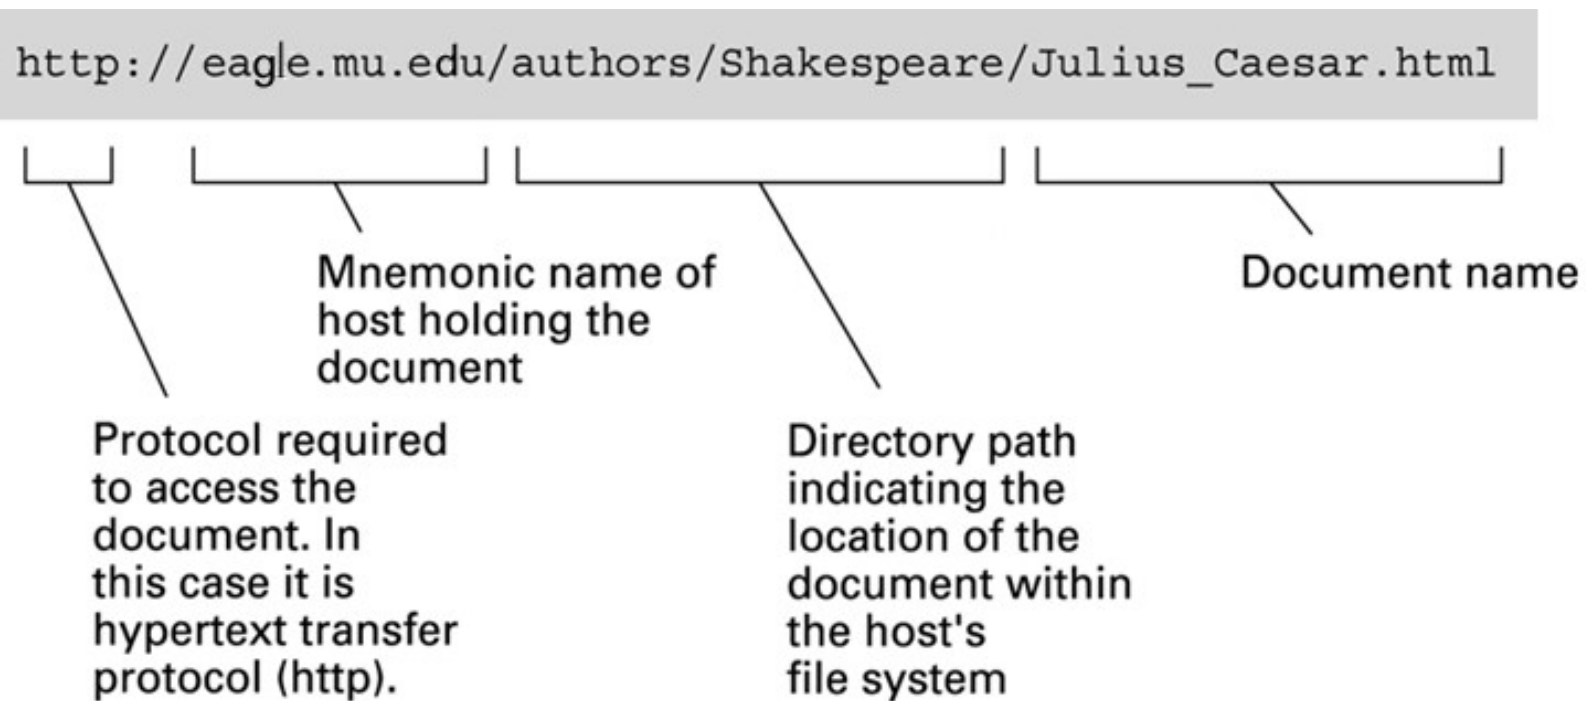 http://eagle.mu.edu/authors/Shakespeare/Julius_Caesar.html
Mnemonic name of
host holding the
document
Document name
Protocol required
to access the
document. In
this case it is
hypertext transfer
protocol (http).
Directory path
indicating the
location of the
document within
the host's
file system